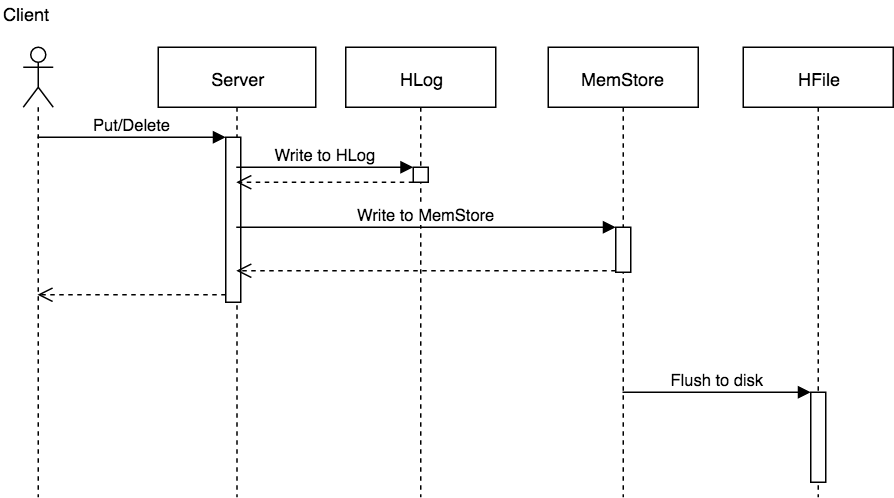 Client
Server
HLog
MemStore
HFile
Put/Delete
Write to HLog
Write to MemStore
Flush to disk